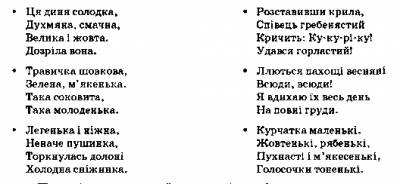 • Ця диня солодка,
Духмяна, смачна,
Велика і жовта.
Дозріла вона.
• Травичка шовкова,
Зелена, м'якенька.
Така соковита,
Така молоденька.
• Легенька і ніжна,
Неначе пушинка,
Торкнулась долоні
Холодна сніжинка.
• Розставивши крила,
Співець гребенястий
Кричить: Ку-ку-рі-ку!
Удався горластий!
• Ллються пахощі весняні
Всюди, всюди!
Я вдихаю їх весь день
На повні груди.
• Курчатка маленькі.
Жовтенькі, рябенькі,
Пухнасті і м'якесенькі,
Голосочки тоненькі.